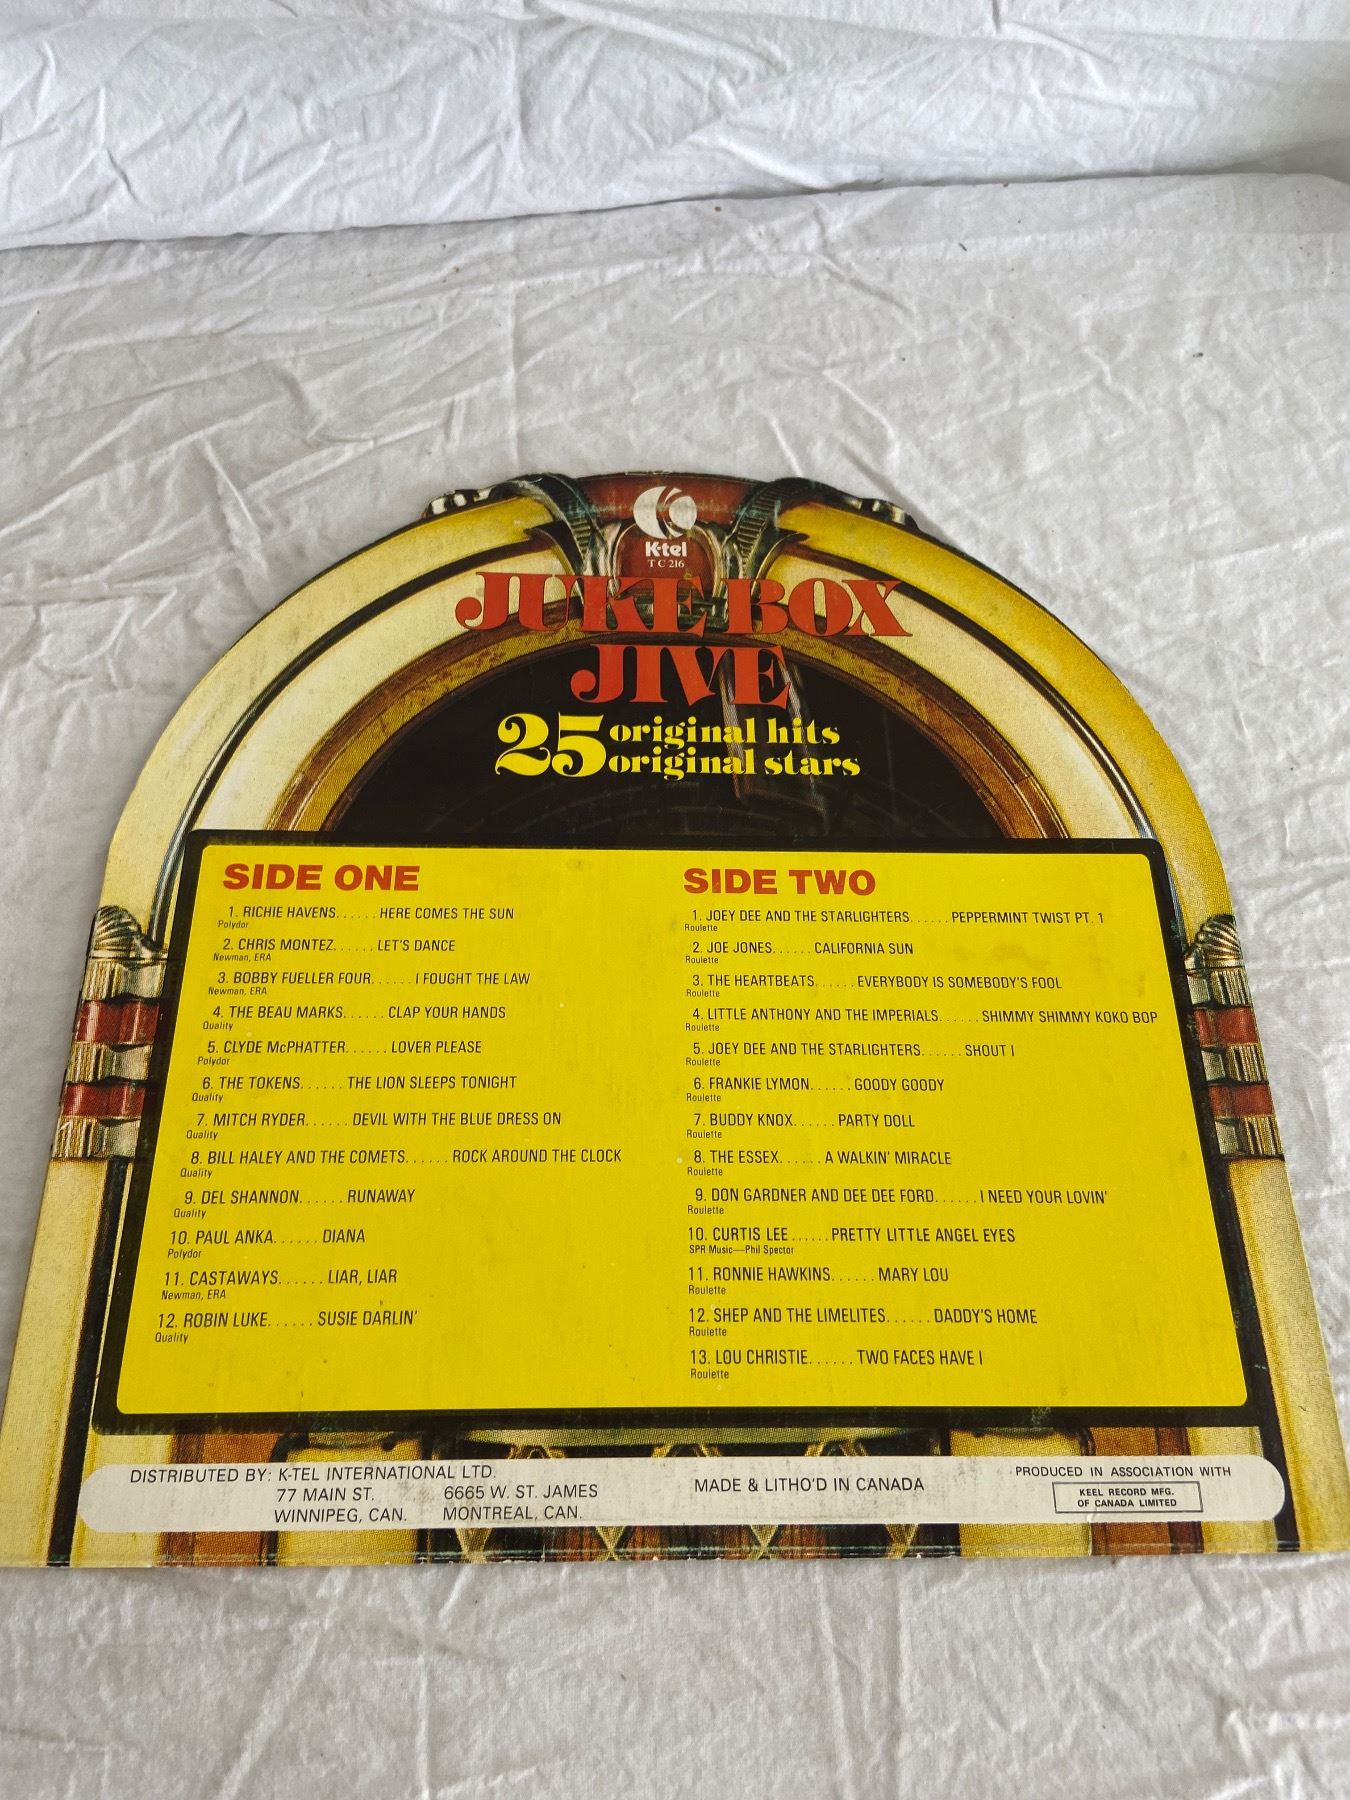 K-tel
TC 216
JUKE BOX
JIVE
25 original hits
original stars
SIDE ONE
1. RICHIE HAVENS......HERE COMES THE SUN
Polydor
2. CHRIS MONTEZ......LET'S DANCE
Newman, ERA
3. BOBBY FUELLER FOUR......I FOUGHT THE LAW
Newman, ERA
4. THE BEAU MARKS......CLAP YOUR HANDS
Quality
5. CLYDE McPHATTER......LOVER PLEASE
Polydor
6. THE TOKENS......THE LION SLEEPS TONIGHT
Quality
7. MITCH RYDER......DEVIL WITH THE BLUE DRESS ON
Quality
8. BILL HALEY AND THE COMETS......ROCK AROUND THE CLOCK
Quality
9. DEL SHANNON......RUNAWAY
Quality
10. PAUL ANKA......DIANA
Polydor
11. CASTAWAYS......LIAR, LIAR
Newman, ERA
12. ROBIN LUKE......SUSIE DARLIN'
Quality
SIDE TWO
1. JOEY DEE AND THE STARLIGHTERS......PEPPERMINT TWIST PT. 1
Roulette
2. JOE JONES......CALIFORNIA SUN
Roulette
3. THE HEARTBEATS......EVERYBODY IS SOMEBODY'S FOOL
Roulette
4. LITTLE ANTHONY AND THE IMPERIALS......SHIMMY SHIMMY KOKO BOP
Roulette
5. JOEY DEE AND THE STARLIGHTERS......SHOUT I
Roulette
6. FRANKIE LYMON......GOODY GOODY
Roulette
7. BUDDY KNOX......PARTY DOLL
Roulette
8. THE ESSEX......A WALKIN' MIRACLE
Roulette
9. DON GARDNER AND DEE DEE FORD......I NEED YOUR LOVIN'
Roulette
10. CURTIS LEE......PRETTY LITTLE ANGEL EYES
SPR Music—Phil Spector
11. RONNIE HAWKINS......MARY LOU
Roulette
12. SHEP AND THE LIMELITES......DADDY'S HOME
Roulette
13. LOU CHRISTIE......TWO FACES HAVE I
Roulette
DISTRIBUTED BY: K-TEL INTERNATIONAL LTD.
77 MAIN ST. 6665 W. ST. JAMES
WINNIPEG, CAN. MONTREAL, CAN.
MADE & LITHO'D IN CANADA
PRODUCED IN ASSOCIATION WITH
KEEL RECORD MFG.
OF CANADA LIMITED